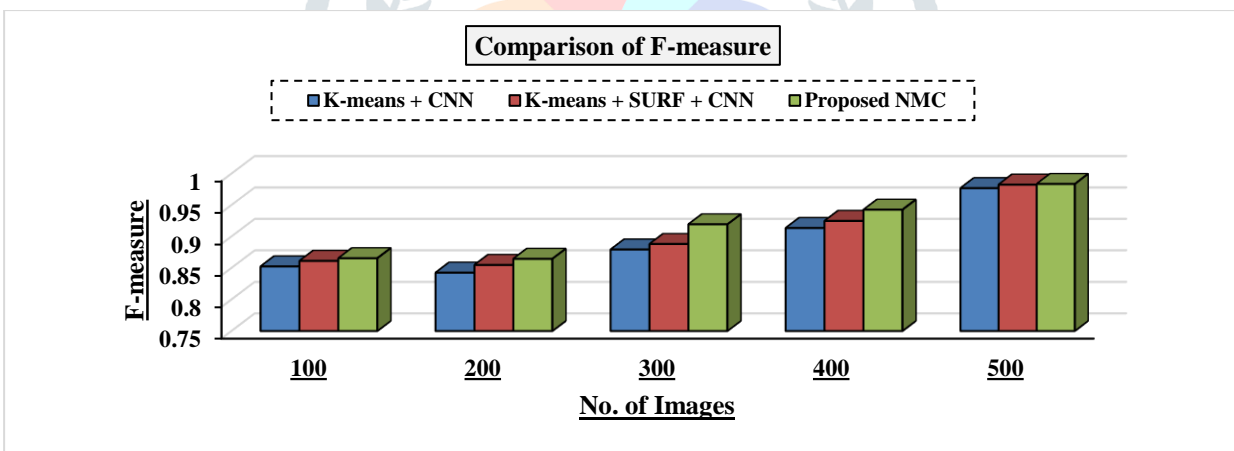 Comparison of F-measure
K-means + CNN K-means + SURF + CNN Proposed NMC
F-measure
1
0.95
0.9
0.85
0.8
0.75
100 200 300 400 500
No. of Images